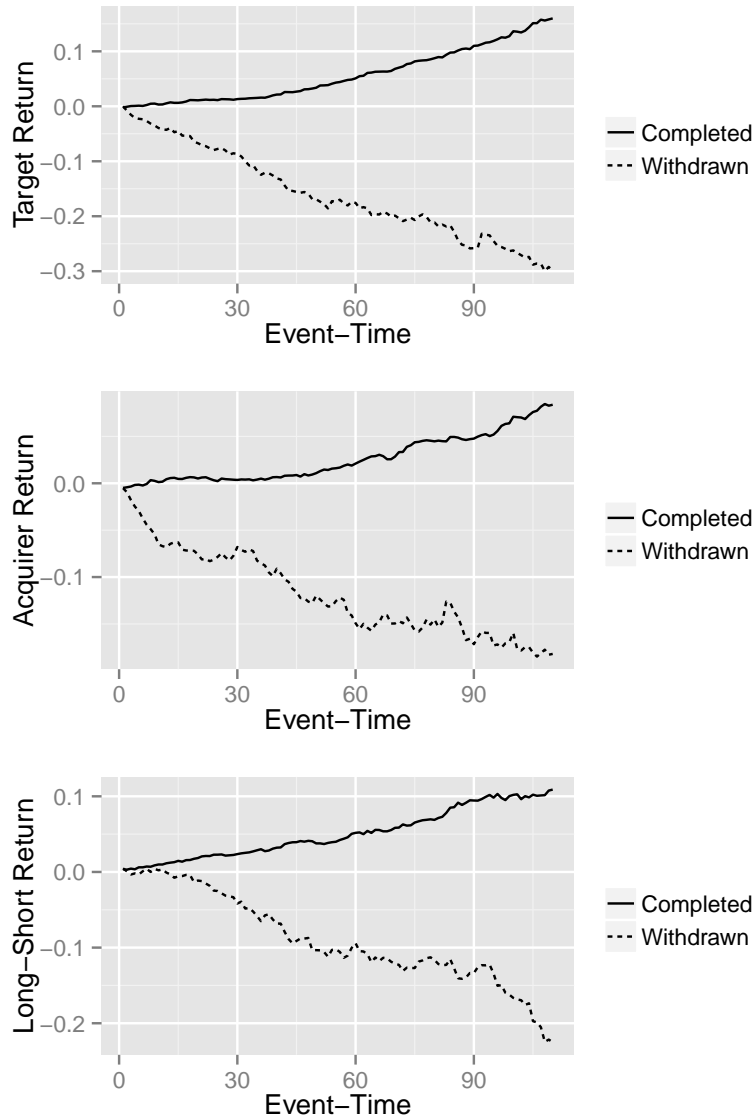 Target Return
0.1
0.0
−0.1
−0.2
−0.3
0
30
60
90
Event−Time
Completed
Withdrawn
Acquirer Return
0.0
−0.1
0
30
60
90
Event−Time
Completed
Withdrawn
Long−Short Return
0.1
0.0
−0.1
−0.2
0
30
60
90
Event−Time
Completed
Withdrawn